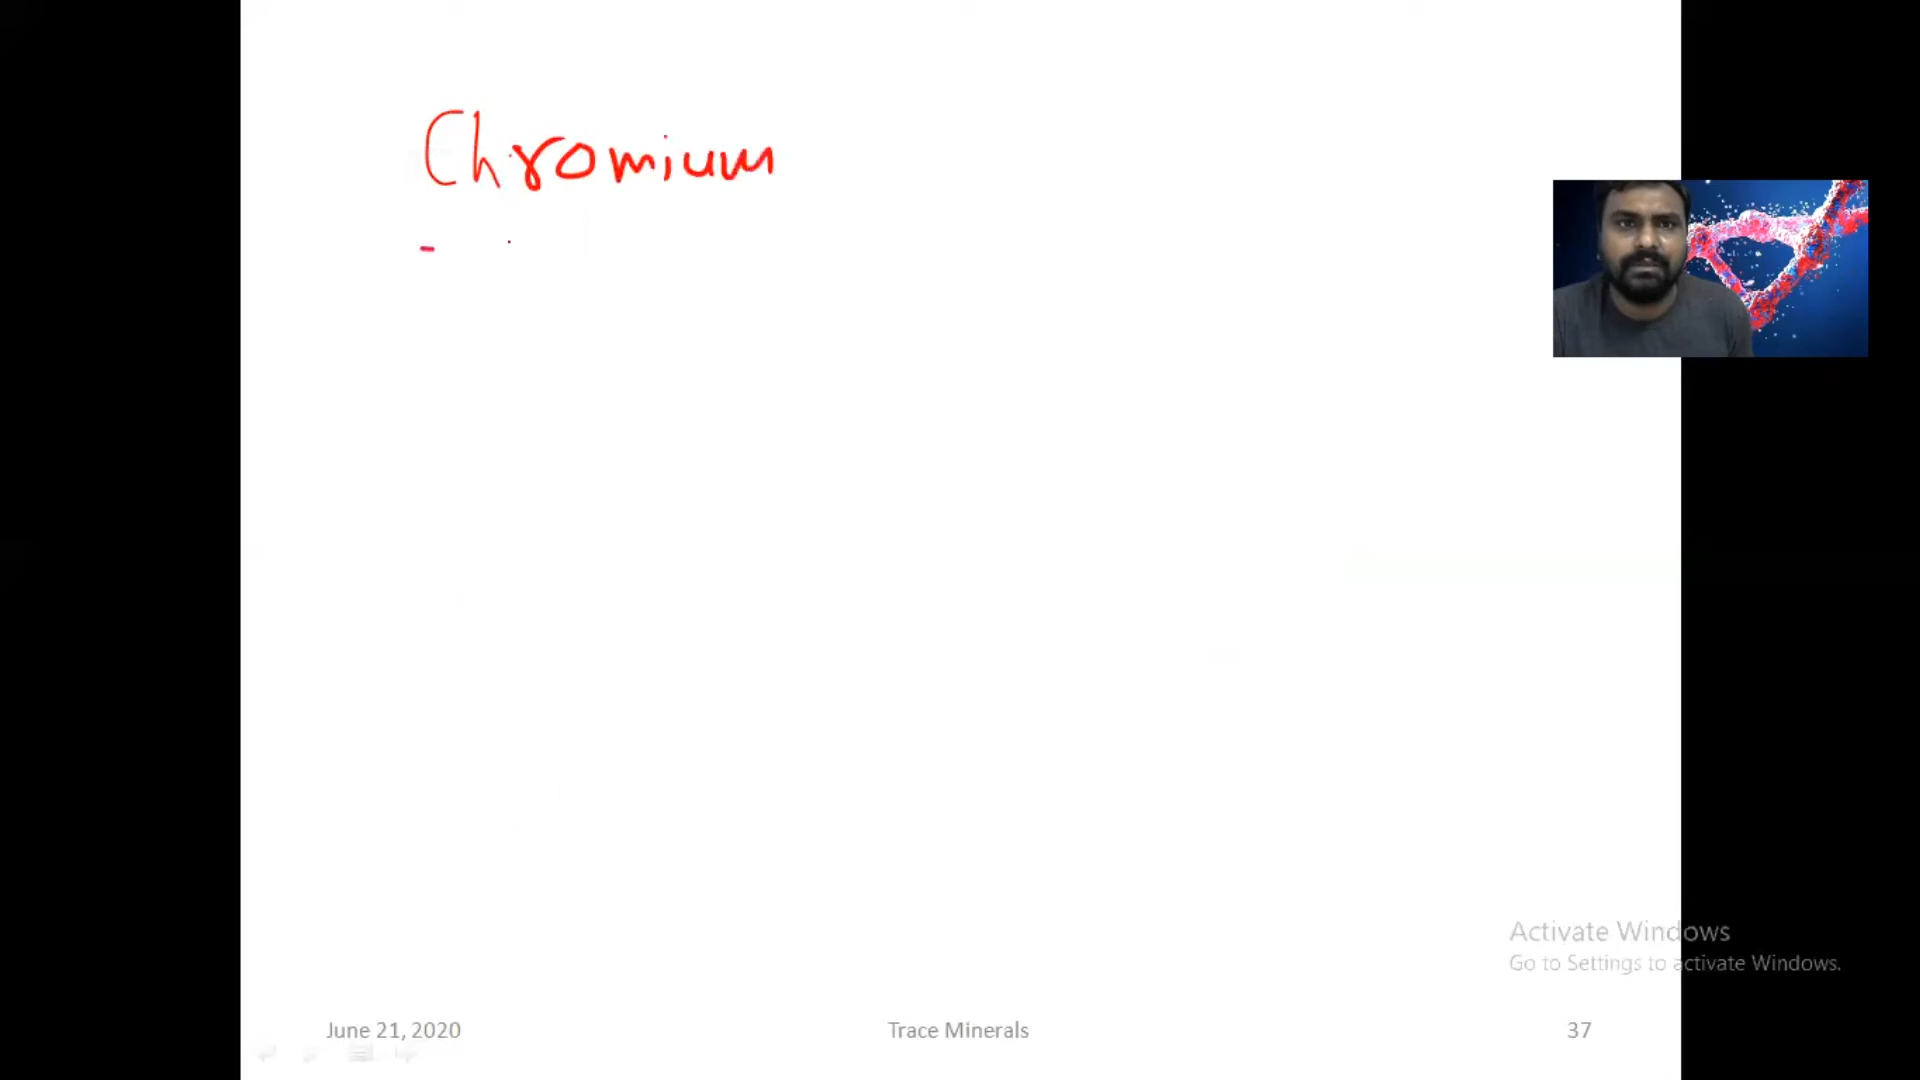 Chromium
-
Activate Windows
Go to Settings to activate Windows.
June 21, 2020 Trace Minerals 37